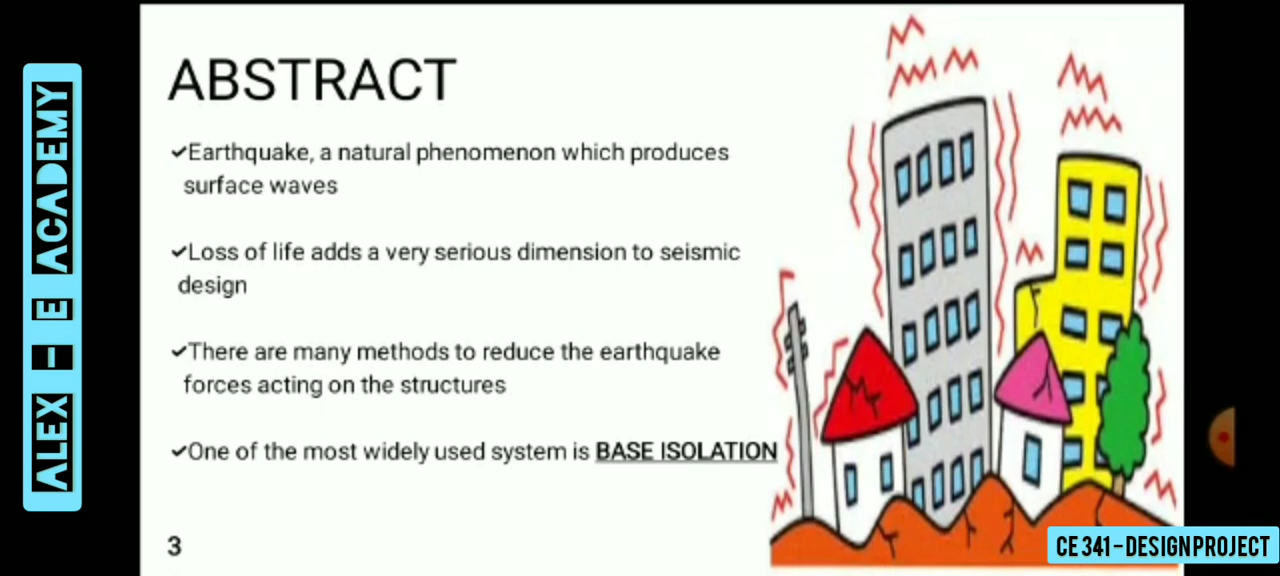 ABSTRACT
✔Earthquake, a natural phenomenon which produces
surface waves
✔Loss of life adds a very serious dimension to seismic
design
✔There are many methods to reduce the earthquake
forces acting on the structures
✔One of the most widely used system is BASE ISOLATION
3
ALEX - E ACADEMY
CE 341 - DESIGN PROJECT